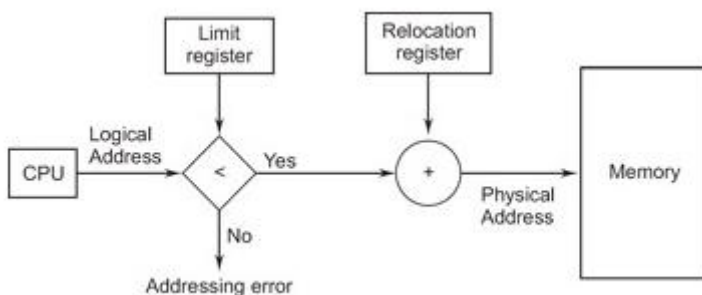 Limit
register
Relocation
register
Logical
Address
CPU
<
Yes
+
Physical
Address
Memory
No
Addressing error